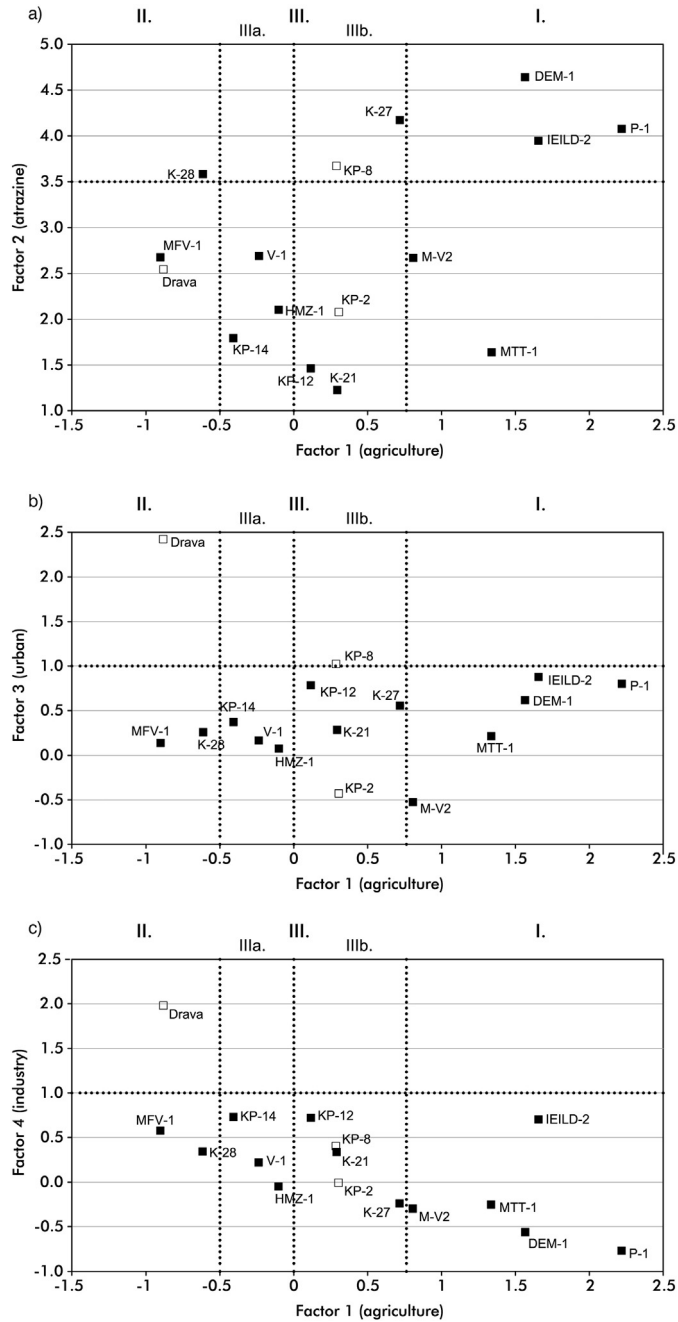 a)
II. III. I.
IIIa. IIIb.
5.0
DEM-1
4.5
K-27
P-1
4.0
IEILD-2
KP-8
K-28
3.5
3.0
MFV-1
V-1
M-V2
Drava
2.5
KP-2
HMZ-1
2.0
KP-14
MTT-1
1.5
KP-12
K-21
1.0
-1.5 -1 -0.5 0 0.5 1 1.5 2 2.5
Factor 2 (atrazine)
Factor 1 (agriculture)
b)
II. III. I.
IIIa. IIIb.
2.5
Drava
2.0
1.5
KP-8
1.0
IEILD-2
P-1
KP-12
K-27
DEM-1
KP-14
0.5
MFV-1
K-28
V-1
K-21
MTT-1
HMZ-1
0.0
KP-2
-0.5
M-V2
-1.0
-1.5 -1 -0.5 0 0.5 1 1.5 2 2.5
Factor 3 (urban)
Factor 1 (agriculture)
c)
II. III. I.
IIIa. IIIb.
2.5
2.0
Drava
1.5
1.0
MFV-1
KP-14
KP-12
IEILD-2
0.5
KP-8
K-28
V-1
K-21
0.0
HMZ-1
KP-2
K-27
M-V2
MTT-1
-0.5
DEM-1
P-1
-1.0
-1.5 -1 -0.5 0 0.5 1 1.5 2 2.5
Factor 4 (industry)
Factor 1 (agriculture)